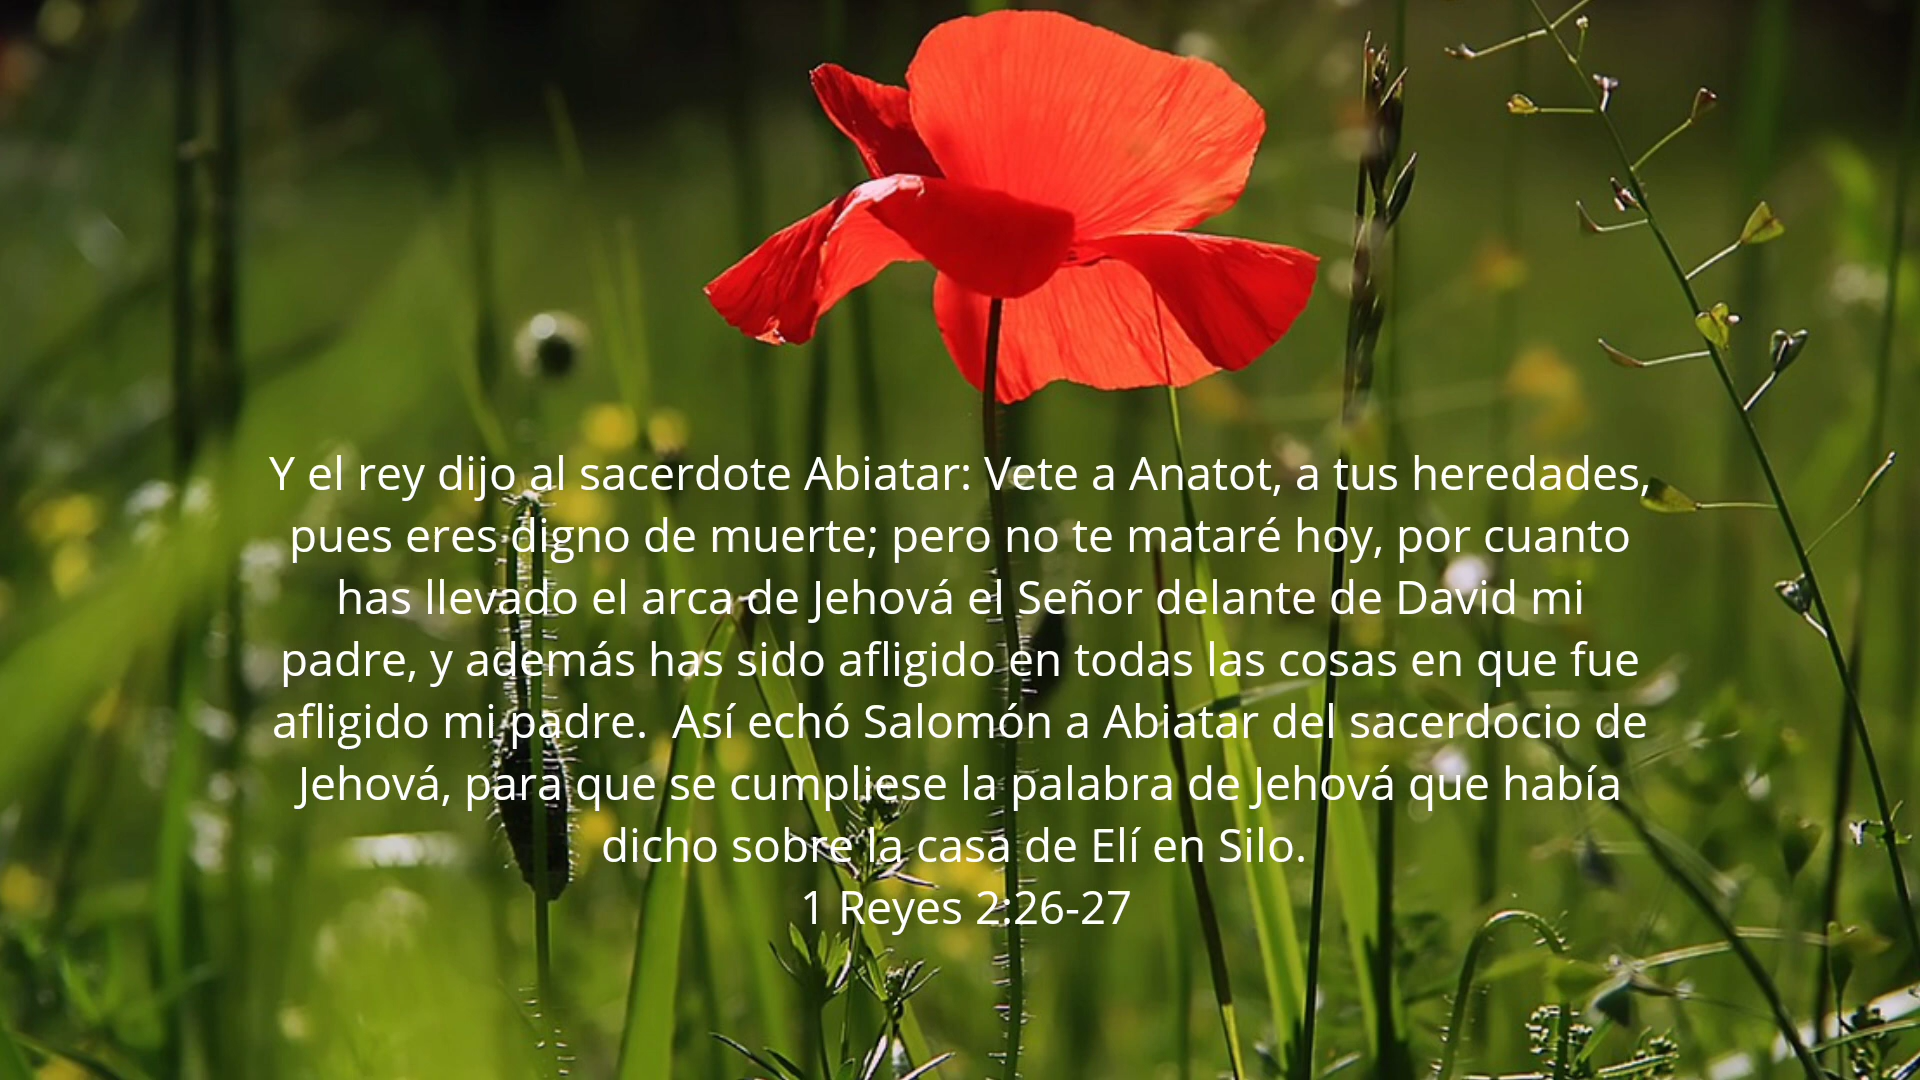 Y el rey dijo al sacerdote Abiatar: Vete a Anatot, a tus heredades,
pues eres digno de muerte; pero no te mataré hoy, por cuanto
has llevado el arca de Jehová el Señor delante de David mi
padre, y además has sido afligido en todas las cosas en que fue
afligido mi padre.  Así echó Salomón a Abiatar del sacerdocio de
Jehová, para que se cumpliese la palabra de Jehová que había
dicho sobre la casa de Elí en Silo.
1 Reyes 2:26-27